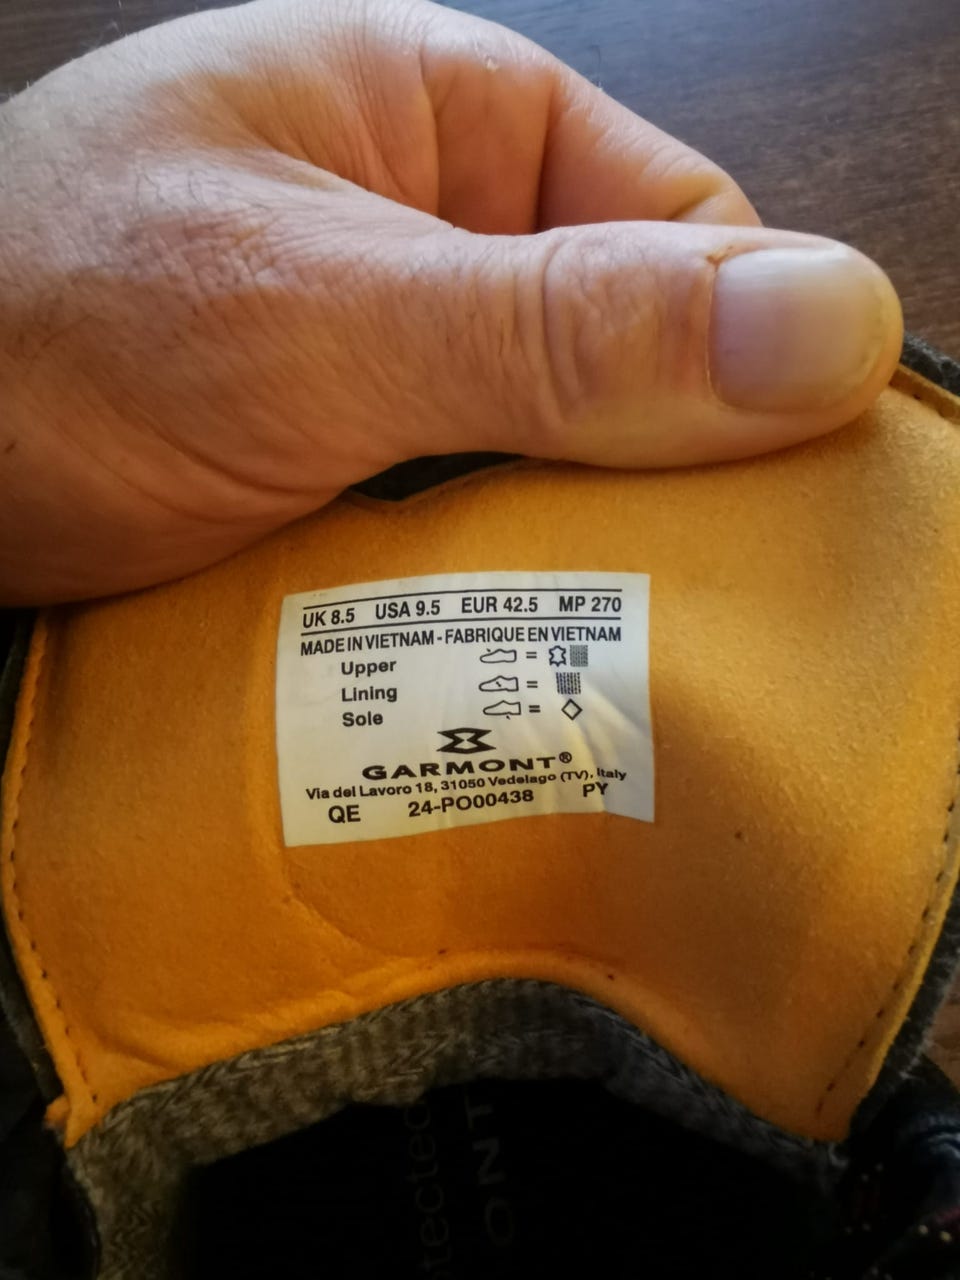 UK 8.5 USA 9.5 EUR 42.5 MP 270
MADE IN VIETNAM - FABRIQUE EN VIETNAM
Upper =
Lining =
Sole =
GARMONT®
Via del Lavoro 18, 31050 Vedelago (TV), Italy
QE 24-PO00438 PY